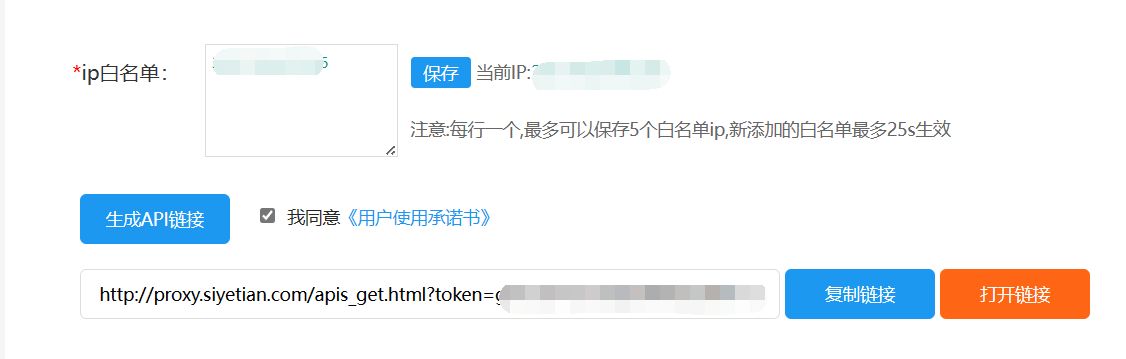 *ip白名单：
保存 当前IP:
注意:每行一个,最多可以保存5个白名单ip,新添加的白名单最多25s生效
生成API链接 我同意《用户使用承诺书》
http://proxy.siyetian.com/apis_get.html?token=g 复制链接 打开链接